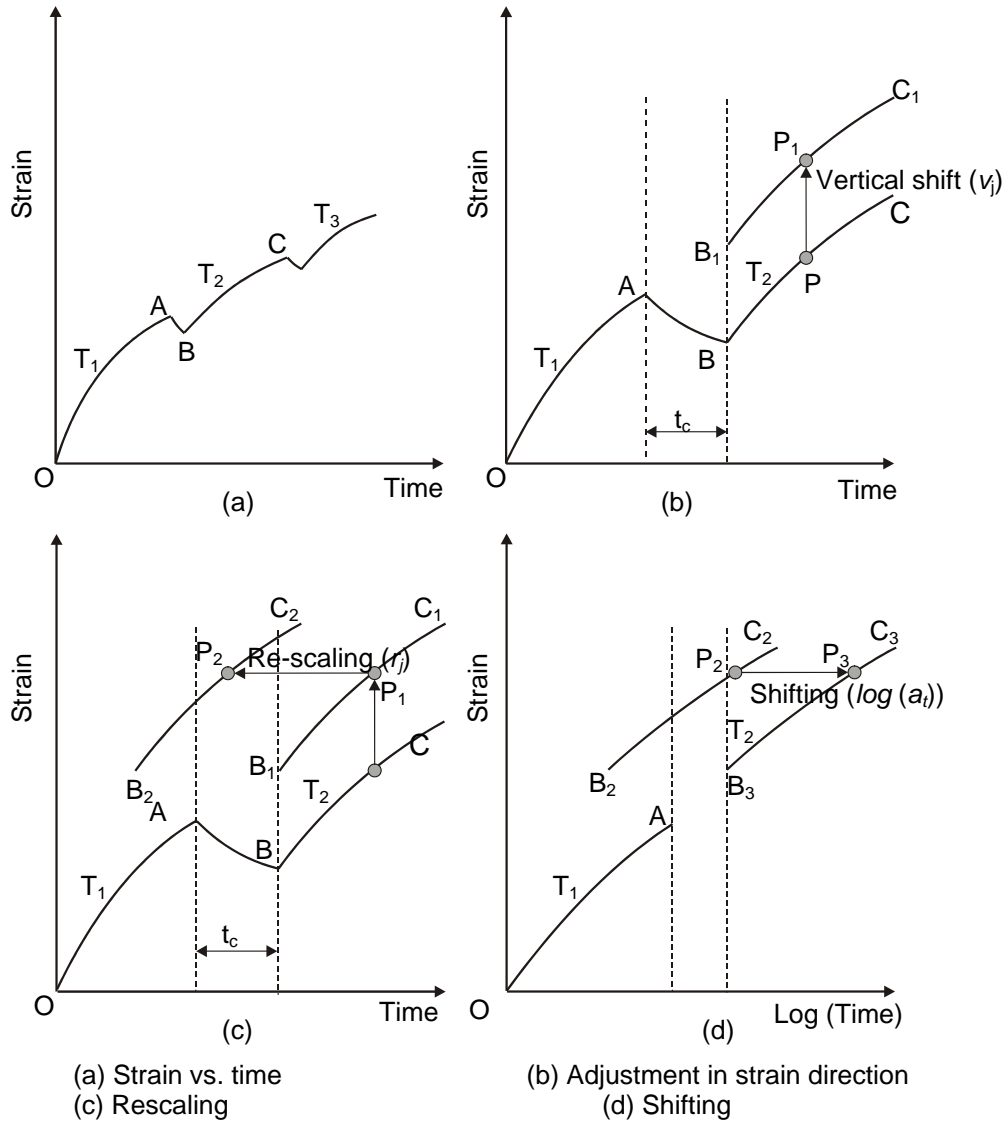 Strain
T₁
A
B
T₂
C
T₃
O
Time
(a)
Strain
T₁
A
B
B₁
T₂
P₁
C₁
Vertical shift (vⱼ)
C
P
t_c
O
Time
(b)
Strain
C₂
C₁
P₂
Re-scaling (rⱼ)
P₁
B₂
A
B₁
T₂
C
B
T₁
t_c
O
Time
(c)
Strain
C₂
C₃
P₂
P₃
Shifting (log (aₜ))
T₂
B₂
B₃
A
T₁
O
Log (Time)
(d)
(a) Strain vs. time
(b) Adjustment in strain direction
(c) Rescaling
(d) Shifting